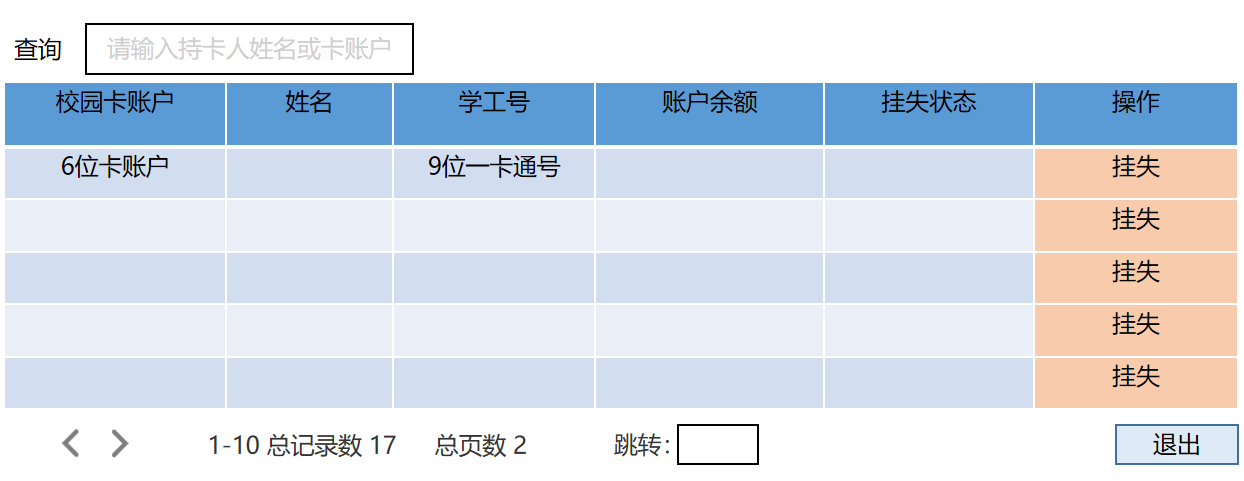 查询 请输入持卡人姓名或卡账户
校园卡账户 姓名 学工号 账户余额 挂失状态 操作
6位卡账户 9位一卡通号 挂失
挂失
挂失
挂失
挂失
1-10 总记录数 17 总页数 2 跳转: 退出